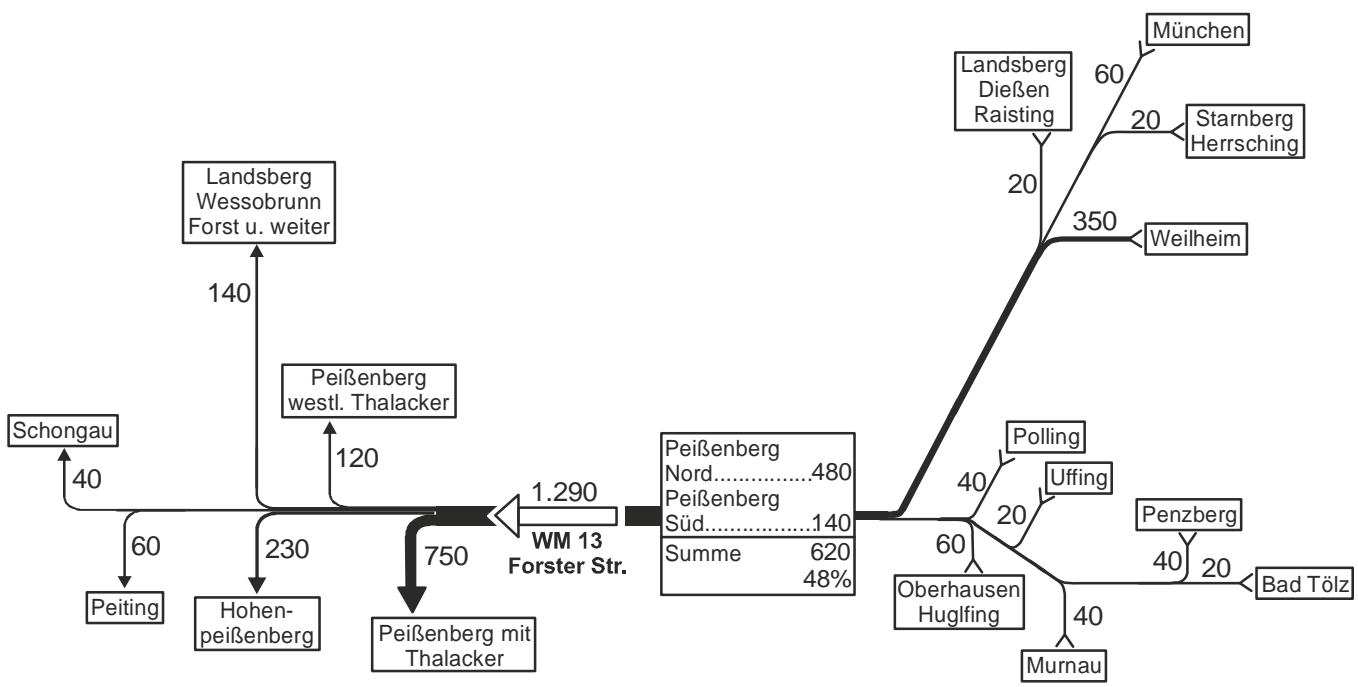 München
60
Landsberg
Dießen
Raisting
20
Starnberg
Herrsching
20
350
Weilheim
Landsberg
Wessobrunn
Forst u. weiter
140
Peißenberg
westl. Thalacker
120
Schongau
40
60
Peiting
230
Hohen-
peißenberg
750
Peißenberg mit
Thalacker
1.290
WM 13
Forster Str.
Peißenberg
Nord................480
Peißenberg
Süd..................140
Summe 620
48%
Polling
40
Uffing
20
60
Oberhausen
Huglfing
Penzberg
40
20
Bad Tölz
40
Murnau